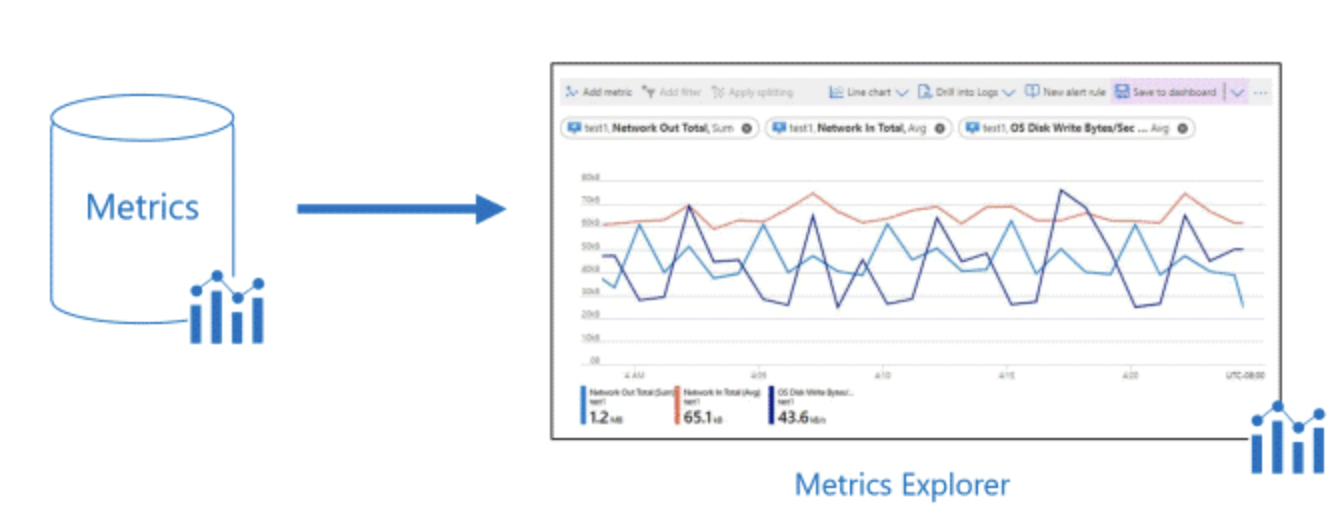 Metrics
Add metric Add filter Apply splitting Line chart Drill into Logs New alert rule Save to dashboard
test1, Network Out Total, Sum test1, Network In Total, Avg test1, OS Disk Write Bytes/Sec ... Avg
80kB
70kB
60kB
50kB
40kB
30kB
20kB
10kB
0B
4 AM 4:05 4:10 4:15 4:20 UTC-08:00
Network Out Total (Sum) Network In Total (Avg) OS Disk Write Bytes/...
test1 test1 test1
1.2 MB 65.1 kB 43.6 kB/s
Metrics Explorer